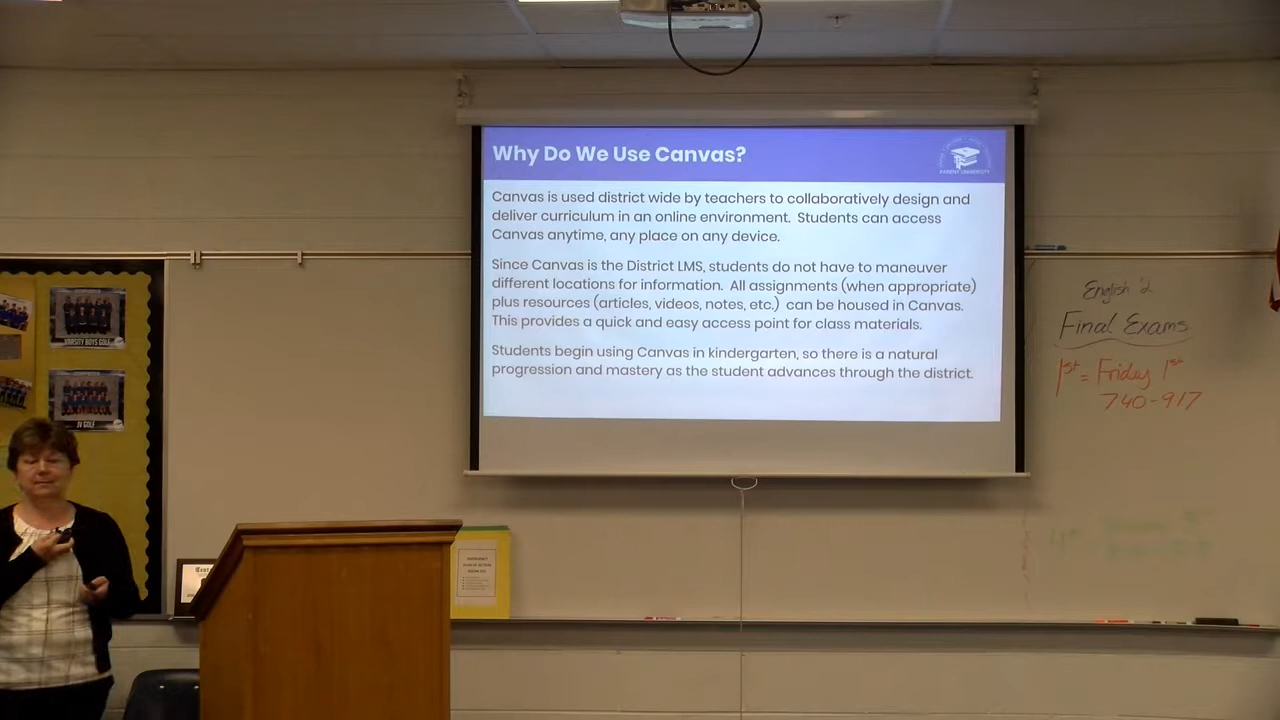 Why Do We Use Canvas?
PARENT UNIVERSITY
Canvas is used district wide by teachers to collaboratively design and
deliver curriculum in an online environment. Students can access
Canvas anytime, any place on any device.
Since Canvas is the District LMS, students do not have to maneuver
different locations for information. All assignments (when appropriate)
plus resources (articles, videos, notes, etc.) can be housed in Canvas.
This provides a quick and easy access point for class materials.
Students begin using Canvas in kindergarten, so there is a natural
progression and mastery as the student advances through the district.
English 2
Final Exams
1st = Friday 1st
740-917
VARSITY BOYS GOLF
JV GOLF